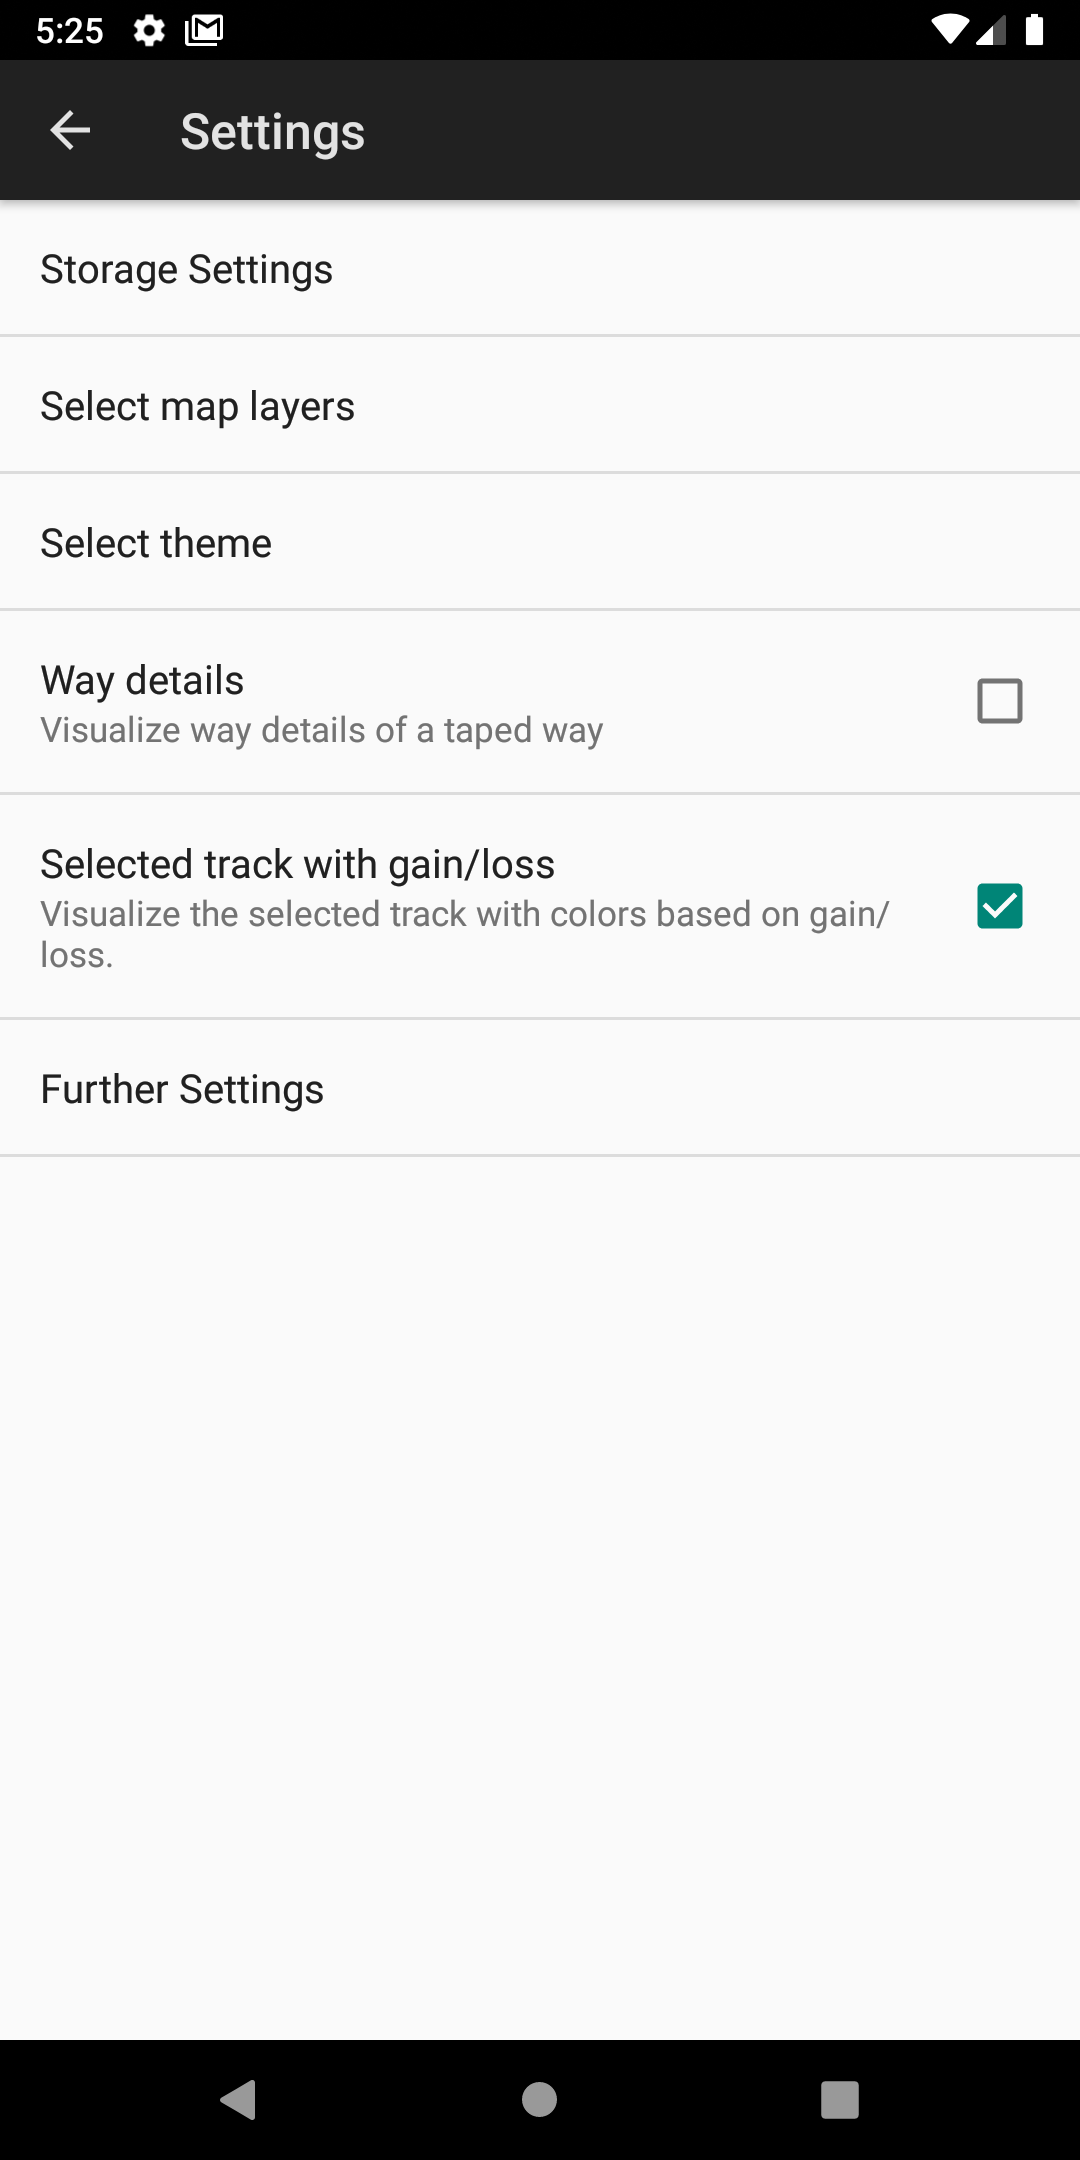 5:25
Settings
Storage Settings
Select map layers
Select theme
Way details
Visualize way details of a taped way
Selected track with gain/loss
Visualize the selected track with colors based on gain/
loss.
Further Settings